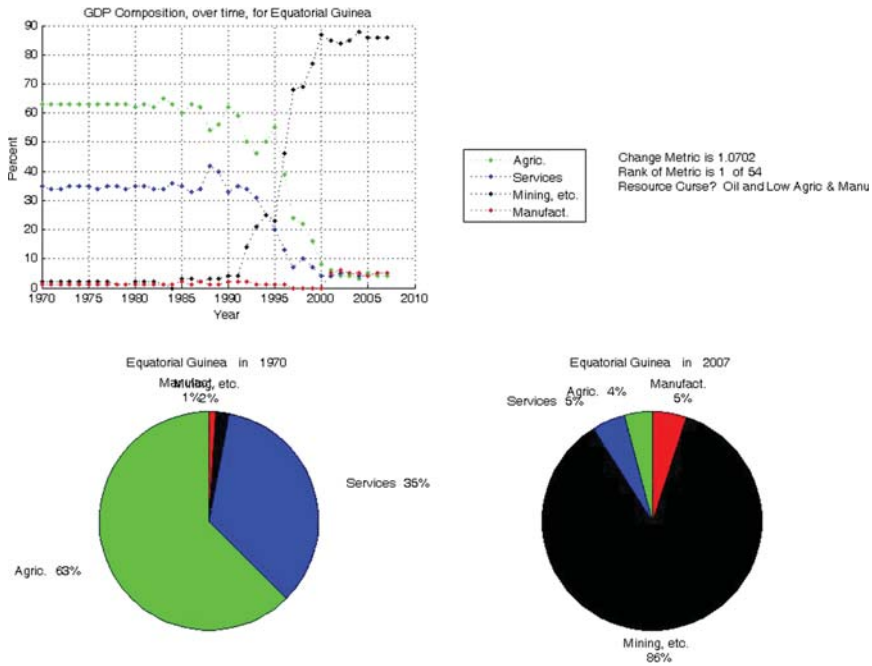 GDP Composition, over time, for Equatorial Guinea
90
80
70
60
50
40
30
20
10
0
Percent
1970 1975 1980 1985 1990 1995 2000 2005 2010
Year
Agric.
Services
Mining, etc.
Manufact.
Change Metric is 1.0702
Rank of Metric is 1 of 54
Resource Curse? Oil and Low Agric & Manu
Equatorial Guinea in 1970
Manufact.
1%
Mining, etc.
2%
Services 35%
Agric. 63%
Equatorial Guinea in 2007
Services 5%
Agric. 4%
Manufact.
5%
Mining, etc.
86%